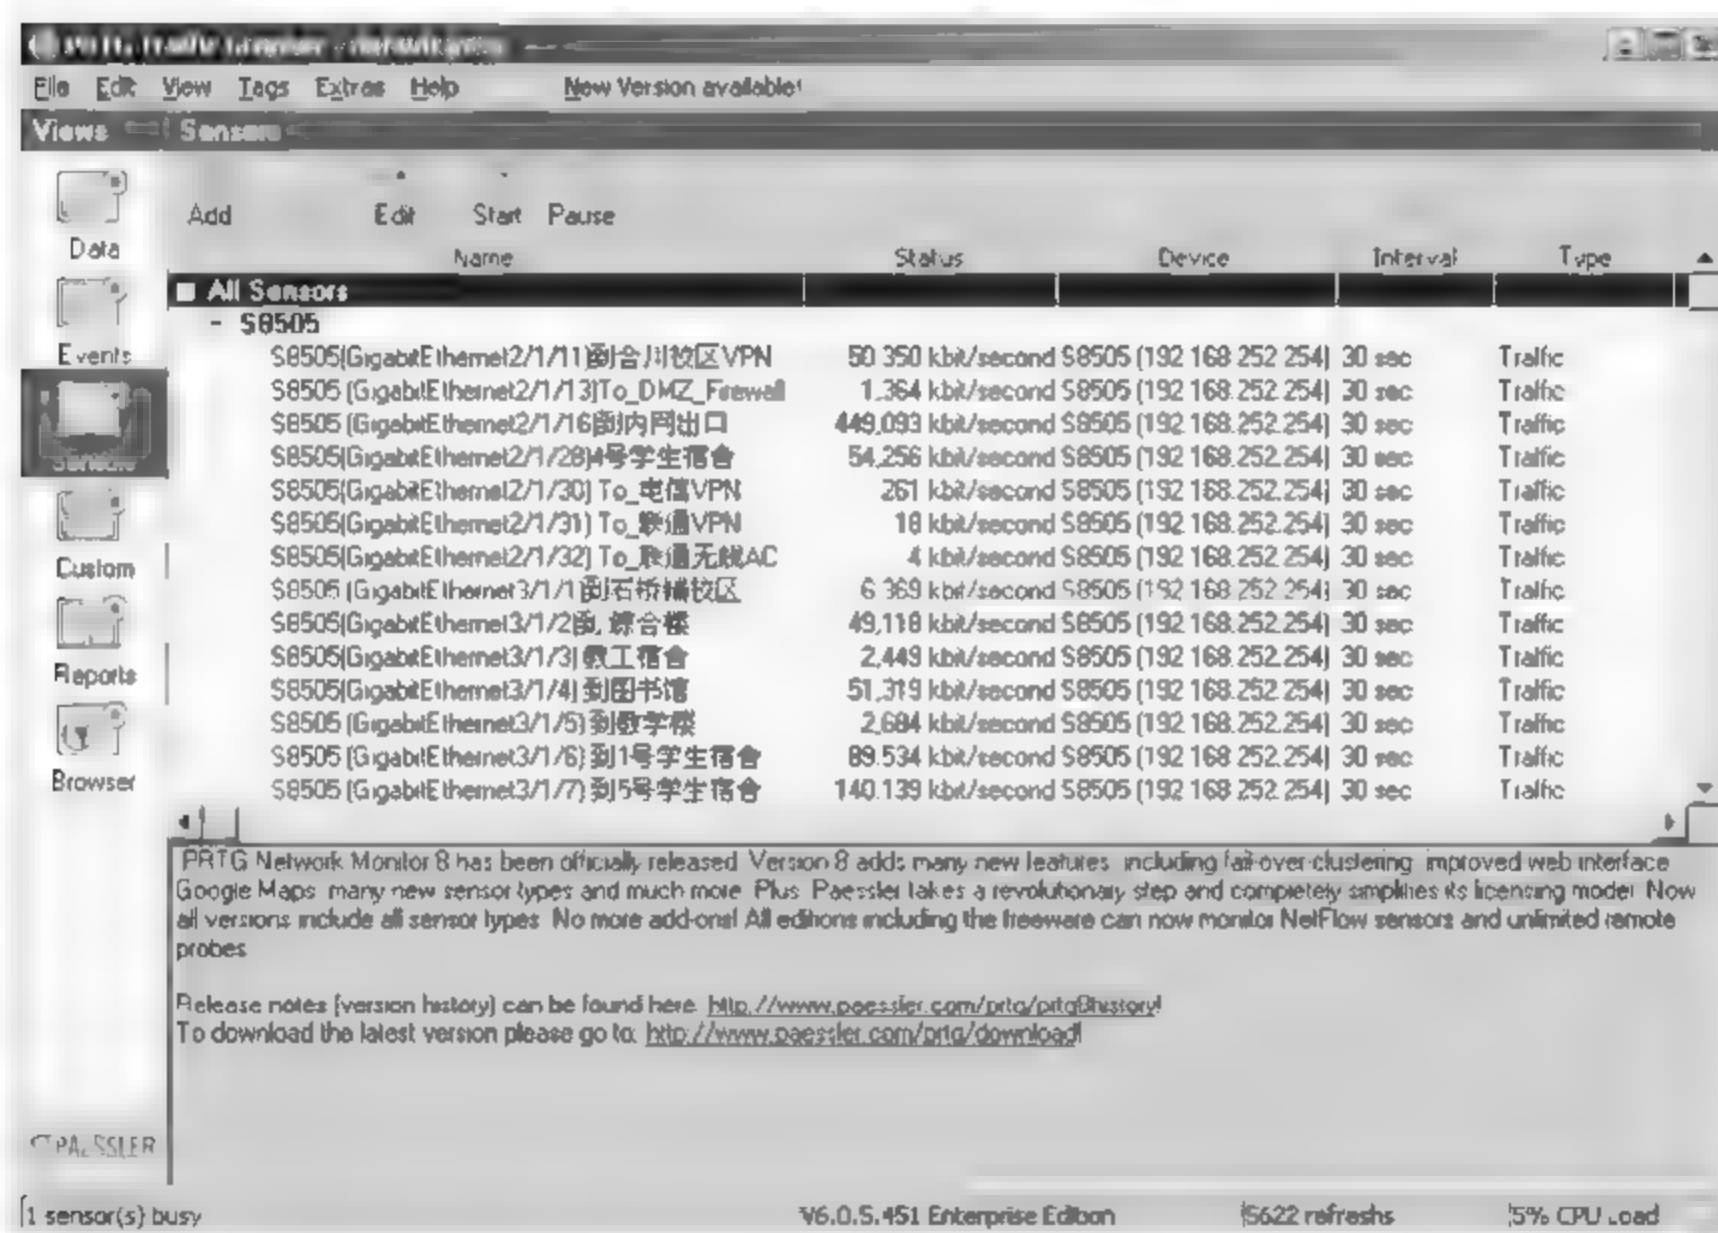 PRTG Traffic Grapher -
File Edit View Tags Extras Help New Version available!
Views Sensors
Add Edit Start Pause
Data
Name Status Device Interval Type
All Sensors
- S8505
Events
S8505(GigabitEthernet2/1/11)到合川校区VPN 50.350 kbit/second S8505 (192.168.252.254) 30 sec Traffic
S8505 (GigabitEthernet2/1/13)To_DMZ_Firewall 1,364 kbit/second S8505 (192.168.252.254) 30 sec Traffic
S8505 (GigabitEthernet2/1/16)到内网出口 449,093 kbit/second S8505 (192.168.252.254) 30 sec Traffic
S8505(GigabitEthernet2/1/28)4号学生宿舍 54,256 kbit/second S8505 (192.168.252.254) 30 sec Traffic
Sensors
S8505(GigabitEthernet2/1/30) To_电信VPN 261 kbit/second S8505 (192.168.252.254) 30 sec Traffic
S8505(GigabitEthernet2/1/31) To_联通VPN 18 kbit/second S8505 (192.168.252.254) 30 sec Traffic
S8505(GigabitEthernet2/1/32) To_联通无线AC 4 kbit/second S8505 (192.168.252.254) 30 sec Traffic
Custom
S8505 (GigabitEthernet3/1/1)到石桥铺校区 6.369 kbit/second S8505 (192.168.252.254) 30 sec Traffic
S8505(GigabitEthernet3/1/2)到 综合楼 49,118 kbit/second S8505 (192.168.252.254) 30 sec Traffic
S8505(GigabitEthernet3/1/3) 教工宿舍 2,449 kbit/second S8505 (192.168.252.254) 30 sec Traffic
Reports
S8505(GigabitEthernet3/1/4) 到图书馆 51,319 kbit/second S8505 (192.168.252.254) 30 sec Traffic
S8505 (GigabitEthernet3/1/5) 到教学楼 2,684 kbit/second S8505 (192.168.252.254) 30 sec Traffic
S8505 (GigabitEthernet3/1/6) 到1号学生宿舍 89.534 kbit/second S8505 (192.168.252.254) 30 sec Traffic
S8505 (GigabitEthernet3/1/7) 到5号学生宿舍 140.139 kbit/second S8505 (192.168.252.254) 30 sec Traffic
Browser
PRTG Network Monitor 8 has been officially released. Version 8 adds many new features, including fail-over clustering, improved web interface,
Google Maps, many new sensor types and much more. Plus, Paessler takes a revolutionary step and completely simplifies its licensing model: Now
all versions include all sensor types. No more add-ons! All editions including the freeware can now monitor NetFlow sensors and unlimited remote
probes.
Release notes (version history) can be found here: http://www.paessler.com/prtg/prtg8history!
To download the latest version please go to: http://www.paessler.com/prtg/download!
PAESSLER
1 sensor(s) busy V6.0.5.451 Enterprise Edition 5622 refreshs 5% CPU Load